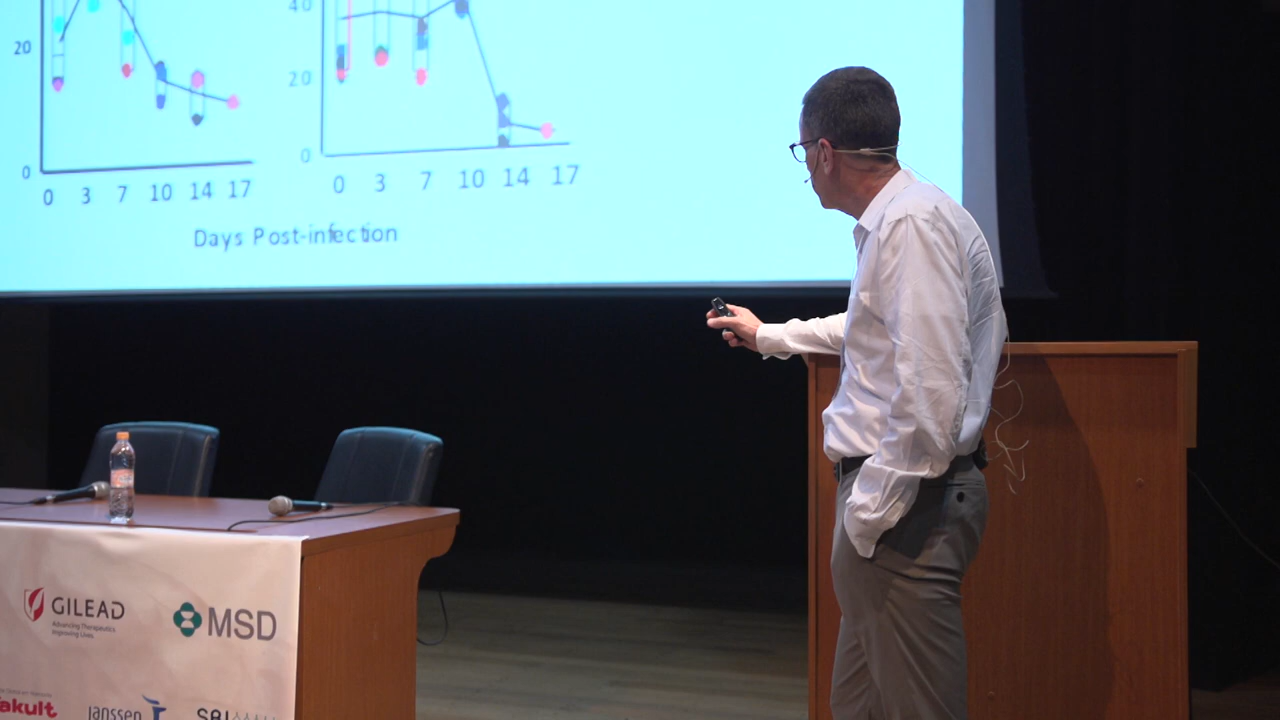 20
0
0 3 7 10 14 17
40
20
0
0 3 7 10 14 17
Days Post-infection
GILEAD
Advancing Therapeutics.
Improving Lives.
MSD
akult
janssen
SBI